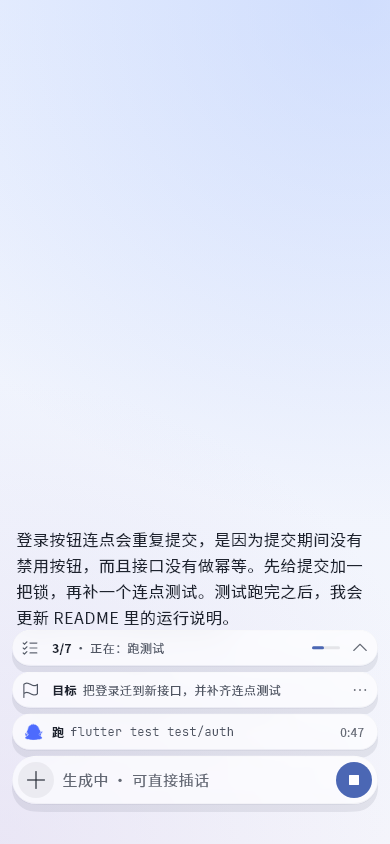 登录按钮连点会重复提交，是因为提交期间没有
禁用按钮，而且接口没有做幂等。先给提交加一
把锁，再补一个连点测试。测试跑完之后，我会
更新 README 里的运行说明。
3/7 · 正在：跑测试
目标 把登录迁到新接口，并补齐连点测试 ···
跑 flutter test test/auth 0:47
生成中 · 可直接插话